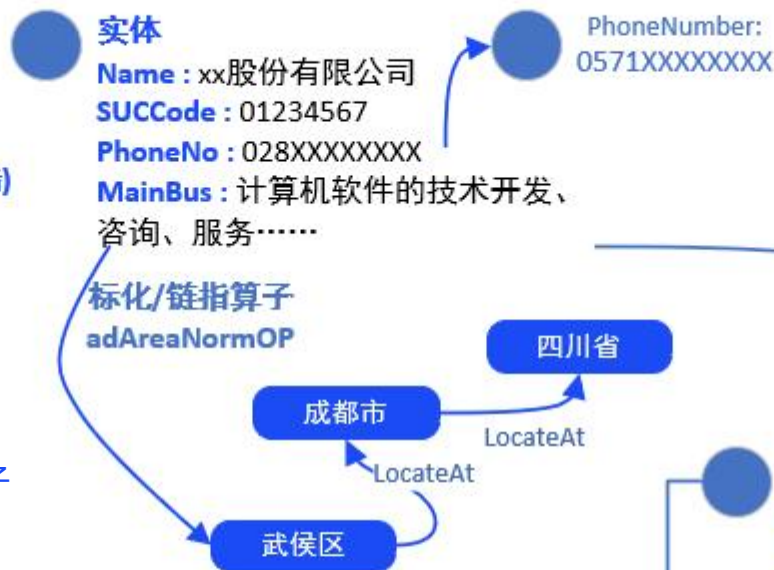 实体
Name : xx股份有限公司
SUCCode : 01234567
PhoneNo : 028XXXXXXXX
MainBus : 计算机软件的技术开发、
咨询、服务······
PhoneNumber:
0571XXXXXXXX
标化/链指算子
adAreaNormOP
四川省
成都市
LocateAt
LocateAt
武侯区